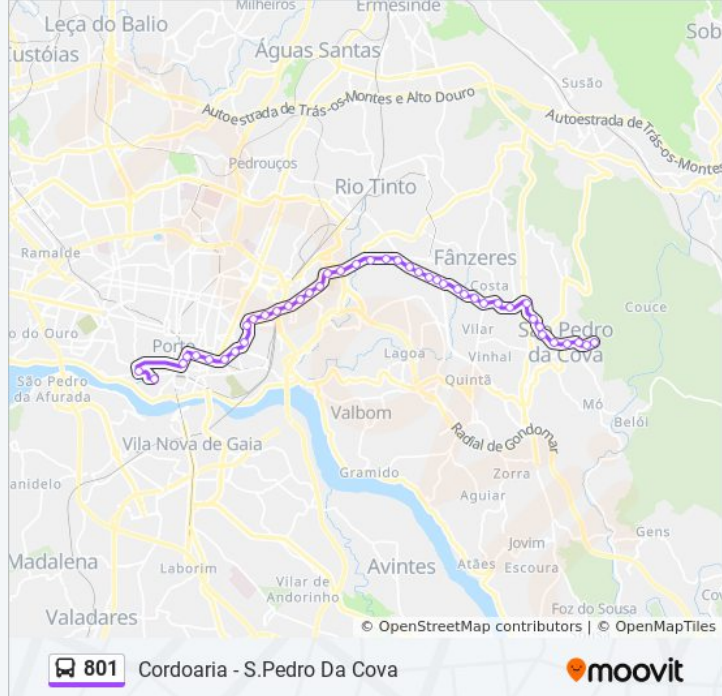 Milheirós
Ermesinde
Leça do Balio
Sob
Custóias
Águas Santas
Susão
Autoestrada de Trás-os-Montes e Alto Douro
Autoestrada de Trás-os-Montes
Pedrouços
Rio Tinto
Ramalde
Fânzeres
Costa
Couce
o do Ouro
Porto
Vilar
São Pedro
da Cova
Lagoa
Vinhal
São Pedro
da Afurada
Quintã
Mó
Valbom
Belói
Radial de Gondomar
Vila Nova de Gaia
Gramido
Zorra
anidelo
Aguiar
Gens
Jovim
Madalena
Laborim
Avintes
Atães
Escoura
Cov
Vilar de
Andorinho
Foz do Sousa
Valadares
© OpenStreetMap contributors | © OpenMapTiles
801 Cordoaria - S.Pedro Da Cova
moovit